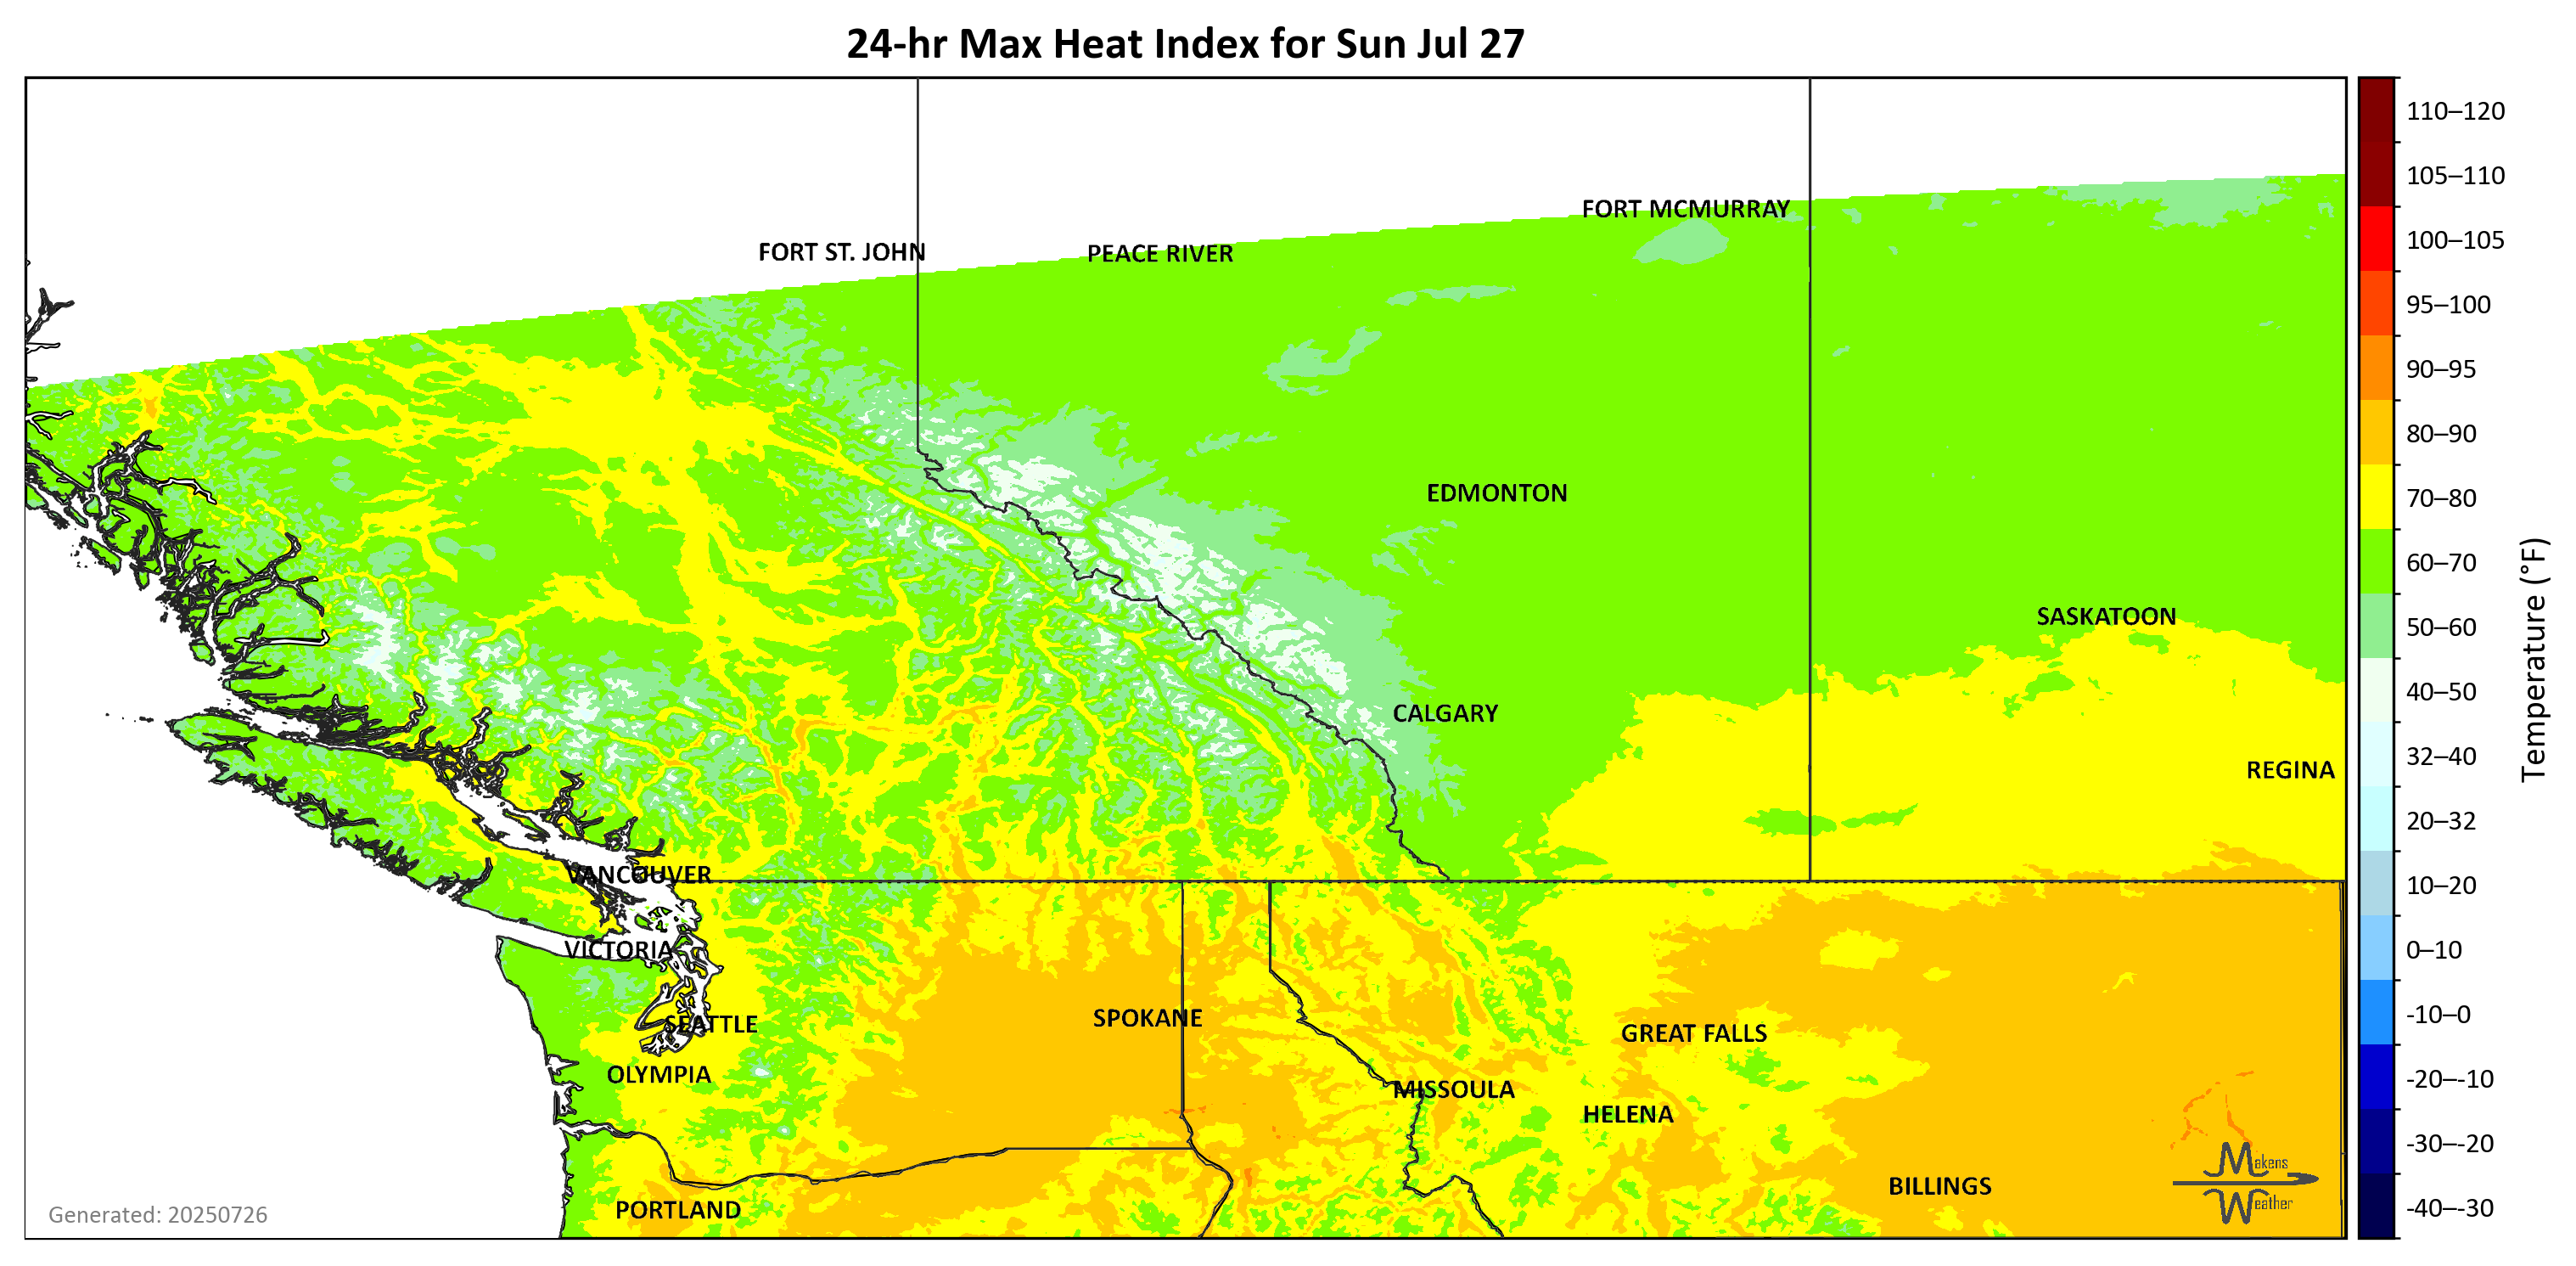 24-hr Max Heat Index for Sun Jul 27
FORT MCMURRAY
FORT ST. JOHN
PEACE RIVER
EDMONTON
SASKATOON
CALGARY
REGINA
VANCOUVER
VICTORIA
SPOKANE
SEATTLE
GREAT FALLS
OLYMPIA
MISSOULA
HELENA
BILLINGS
PORTLAND
Makens
Weather
Generated: 20250726
110–120
105–110
100–105
95–100
90–95
80–90
70–80
60–70
50–60
40–50
32–40
20–32
10–20
0–10
-10–0
-20–-10
-30–-20
-40–-30
Temperature (°F)